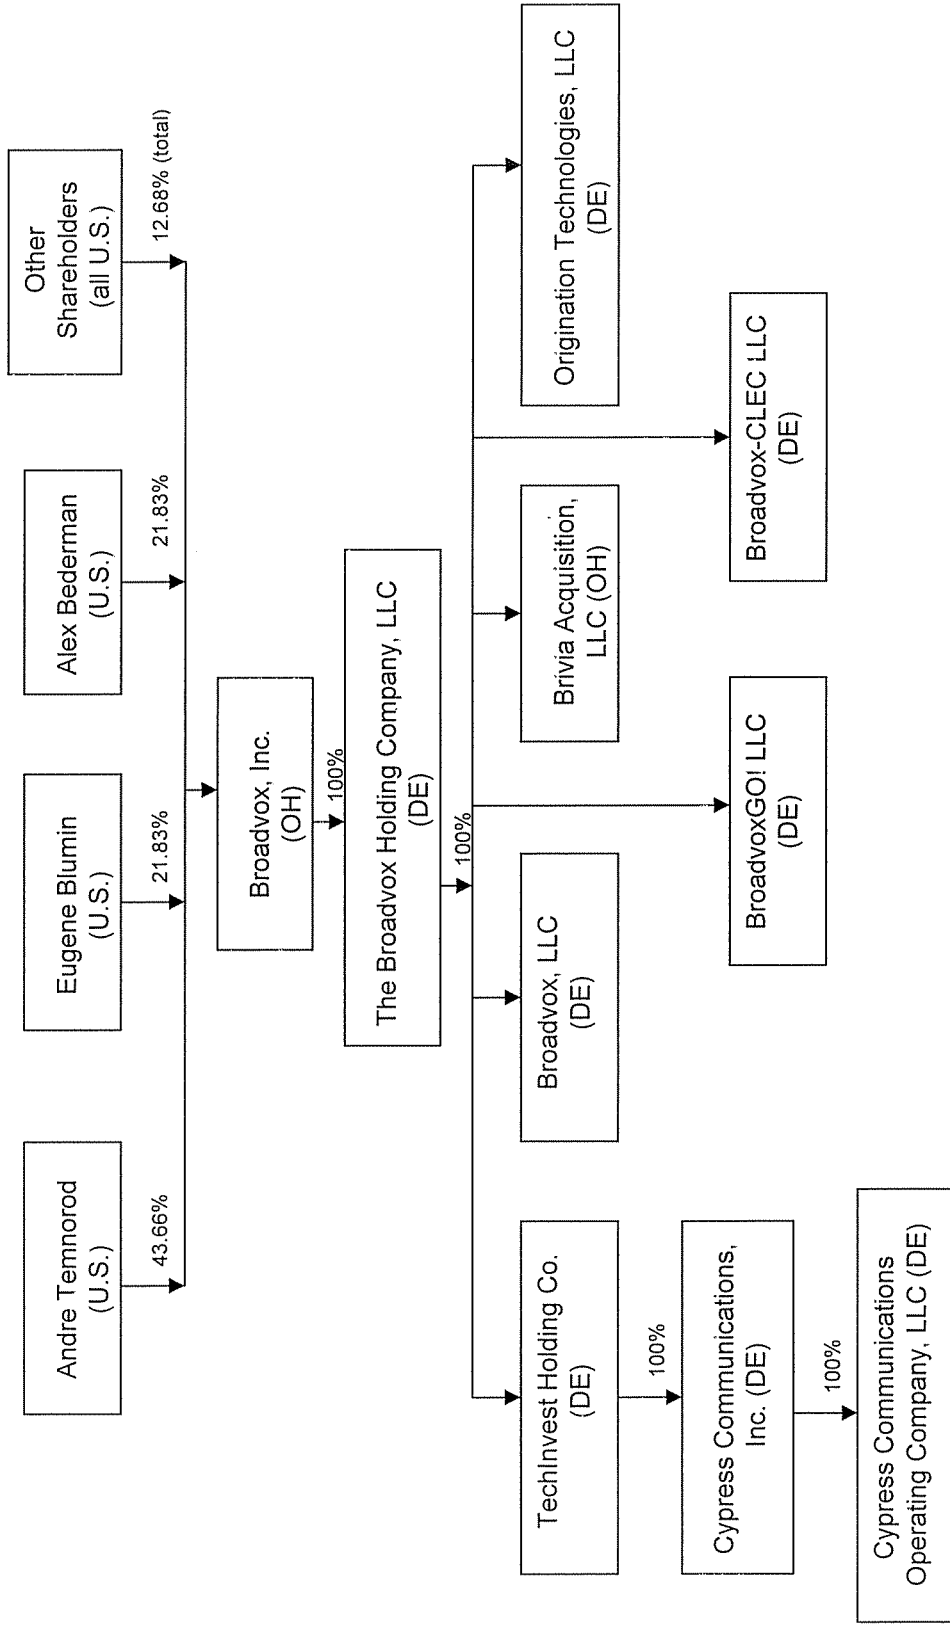 Andre Temnorod
(U.S.)
Eugene Blumin
(U.S.)
Alex Bederman
(U.S.)
Other
Shareholders
(all U.S.)
43.66%
21.83%
21.83%
12.68% (total)
Broadvox, Inc.
(OH)
100%
The Broadvox Holding Company, LLC
(DE)
100%
TechInvest Holding Co.
(DE)
Broadvox, LLC
(DE)
Brivia Acquisition,
LLC (OH)
Origination Technologies, LLC
(DE)
100%
Cypress Communications,
Inc. (DE)
BroadvoxGO! LLC
(DE)
Broadvox-CLEC LLC
(DE)
100%
Cypress Communications
Operating Company, LLC (DE)